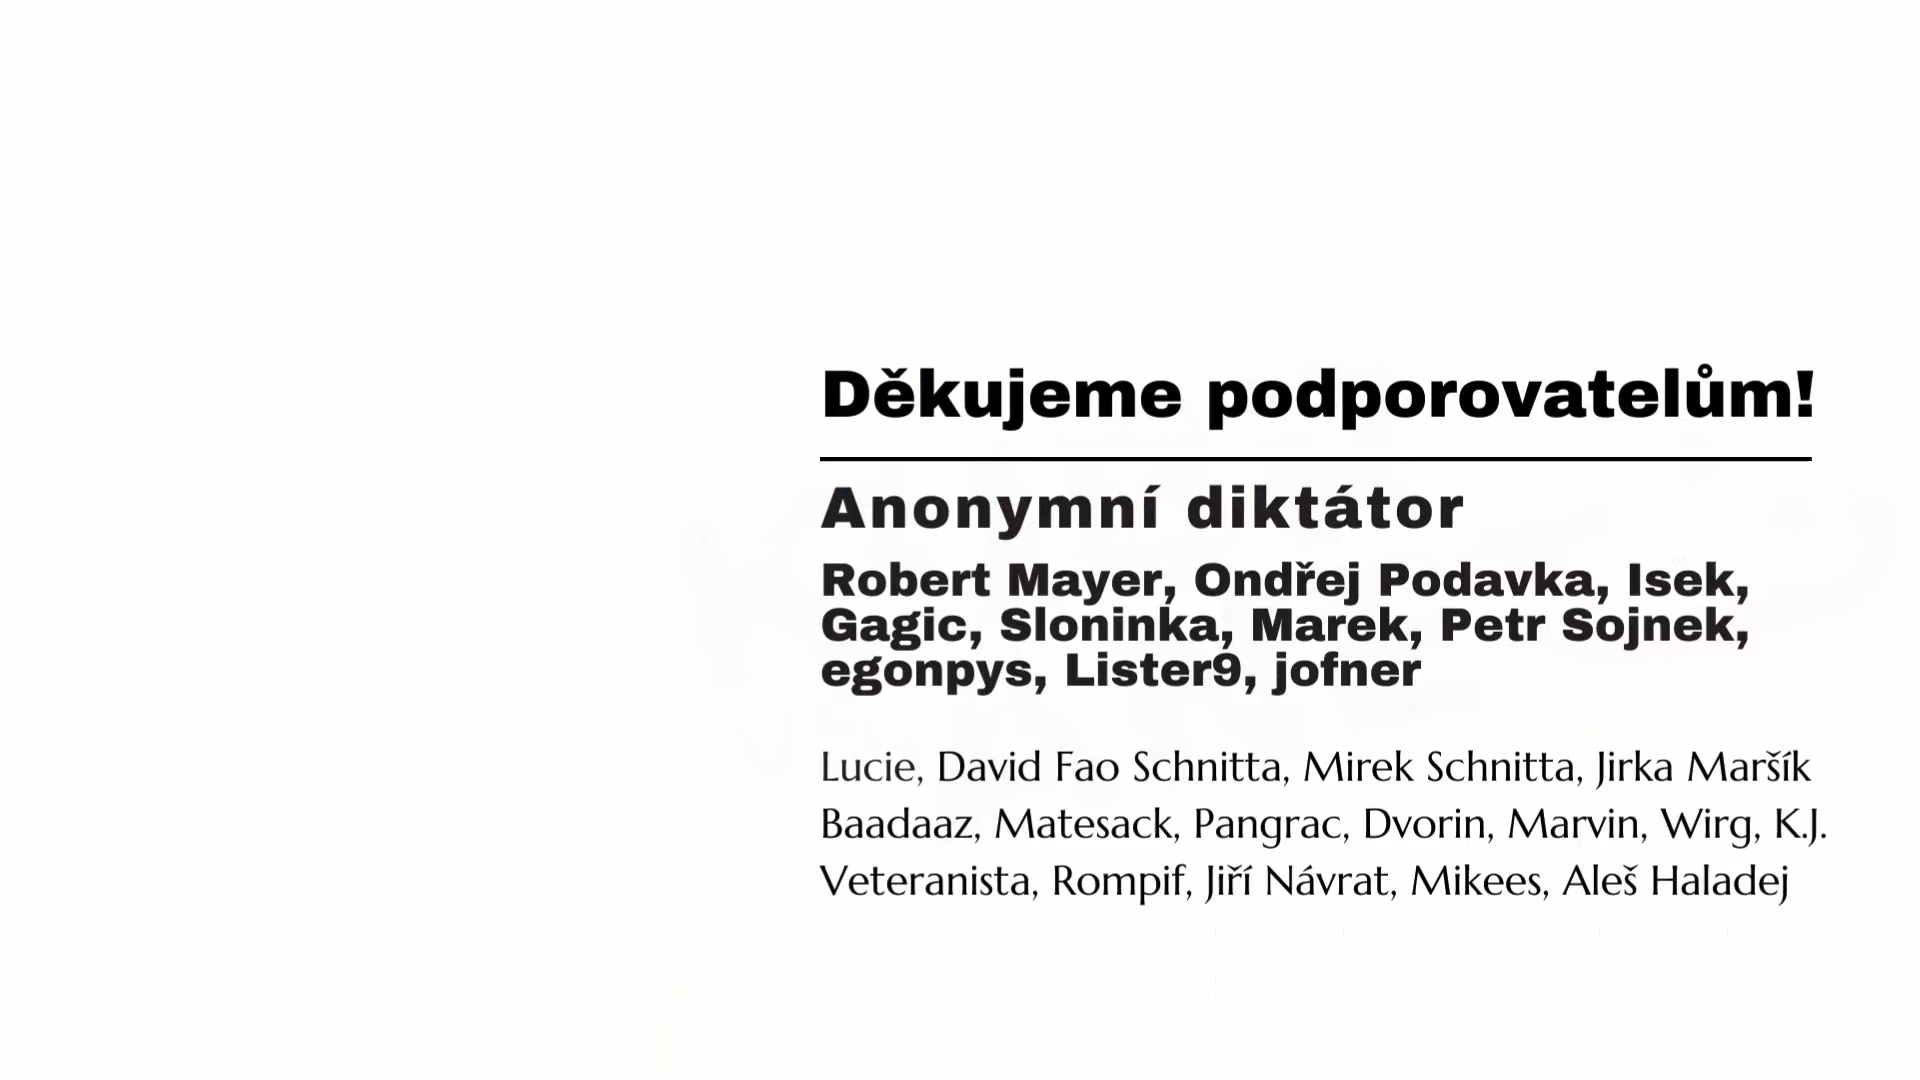 Děkujeme podporovatelům!
Anonymní diktátor
Robert Mayer, Ondřej Podavka, Isek,
Gagic, Sloninka, Marek, Petr Sojnek,
egonpys, Lister9, jofner
Lucie, David Fao Schnitta, Mirek Schnitta, Jirka Maršík
Baadaaz, Matesack, Pangrac, Dvorin, Marvin, Wirg, K.J.
Veteranista, Rompif, Jiří Návrat, Mikees, Aleš Haladej